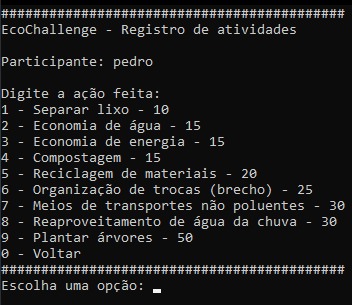 ###########################################
EcoChallenge - Registro de atividades
Participante: pedro
Digite a ação feita:
1 - Separar lixo - 10
2 - Economia de água - 15
3 - Economia de energia - 15
4 - Compostagem - 15
5 - Reciclagem de materiais - 20
6 - Organização de trocas (brecho) - 25
7 - Meios de transportes não poluentes - 30
8 - Reaproveitamento de água da chuva - 30
9 - Plantar árvores - 50
0 - Voltar
###########################################
Escolha uma opção: _